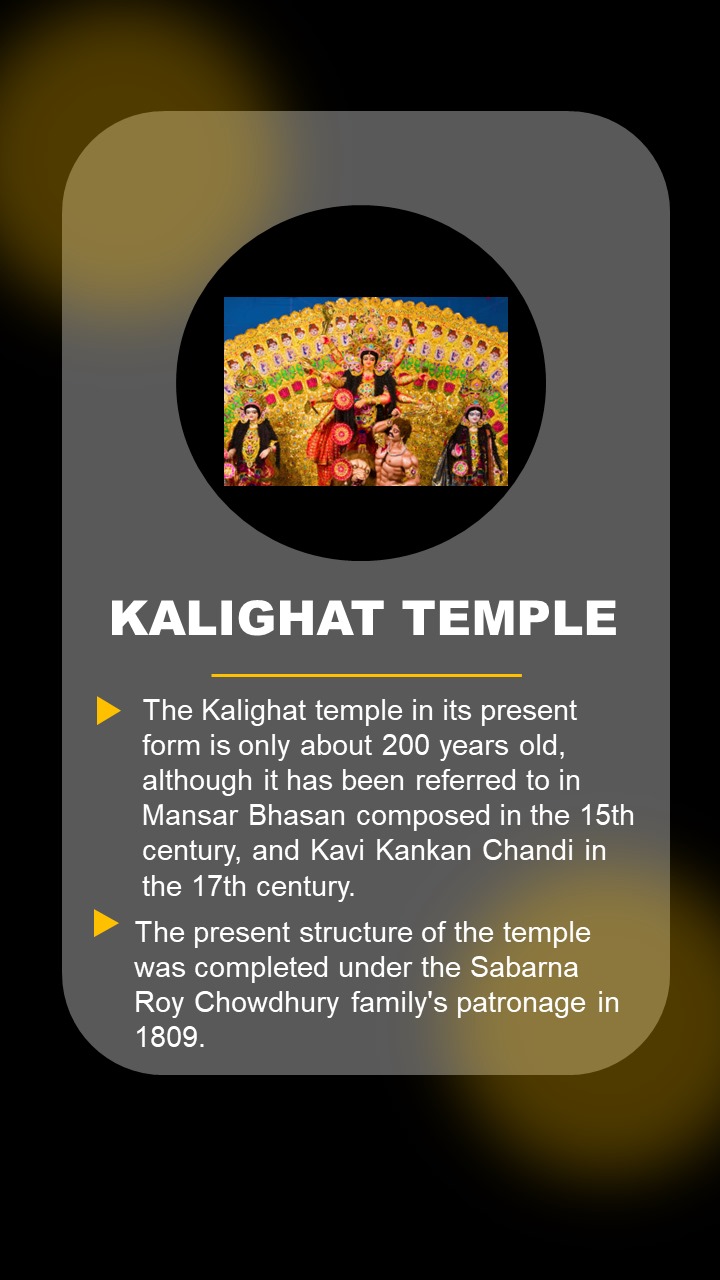 KALIGHAT TEMPLE
The Kalighat temple in its present
form is only about 200 years old,
although it has been referred to in
Mansar Bhasan composed in the 15th
century, and Kavi Kankan Chandi in
the 17th century.
The present structure of the temple
was completed under the Sabarna
Roy Chowdhury family's patronage in
1809.